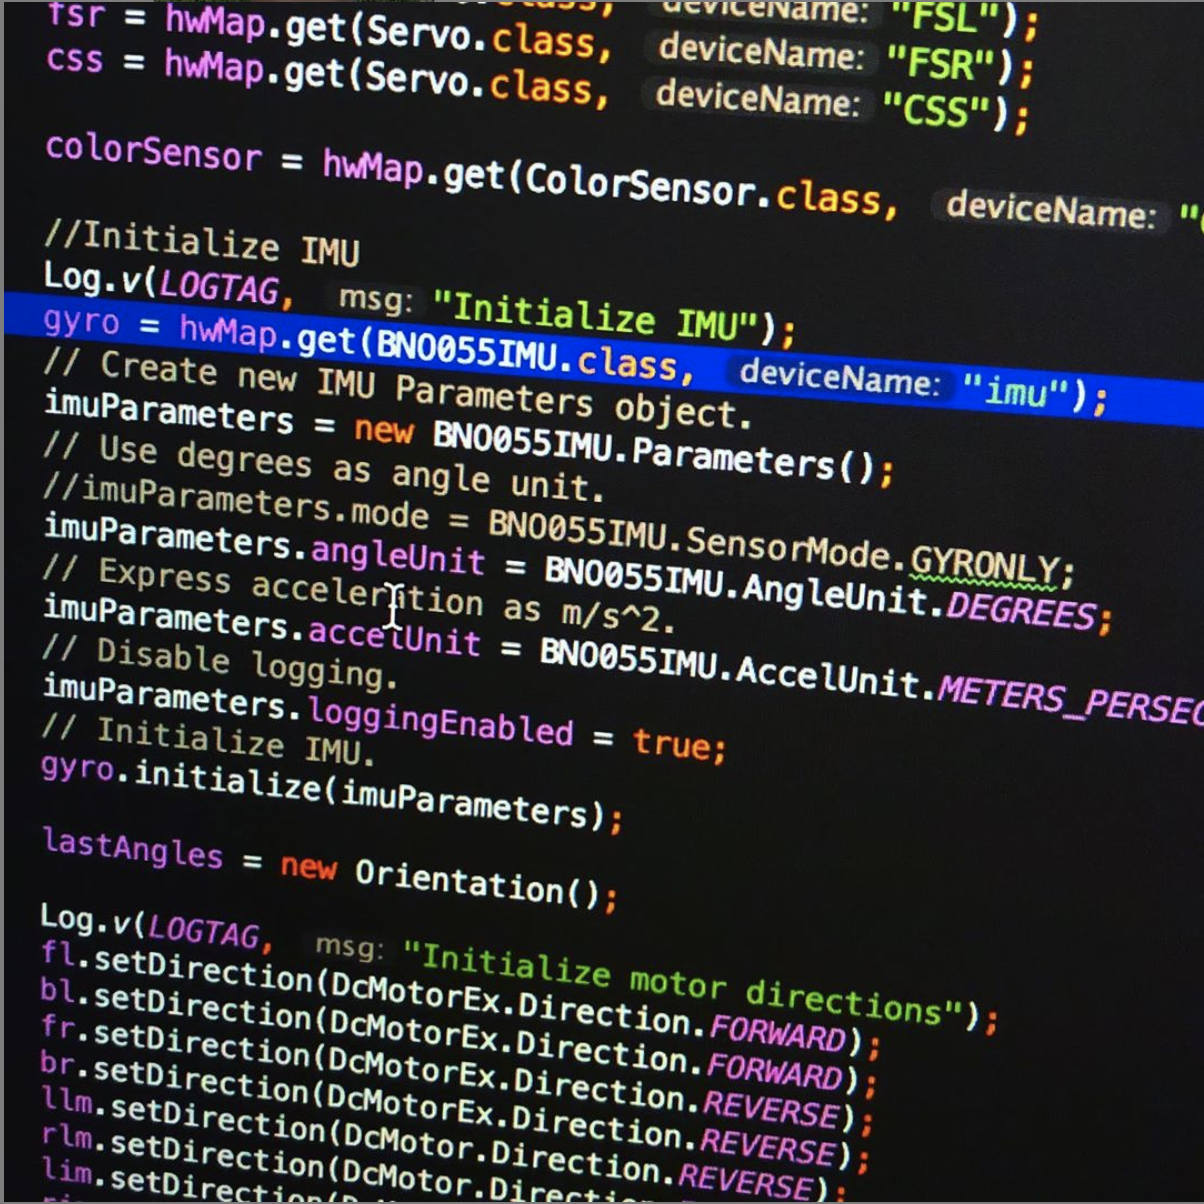 deviceName: "FSL");
fsr = hwMap.get(Servo.class, deviceName: "FSR");
css = hwMap.get(Servo.class, deviceName: "CSS");
colorSensor = hwMap.get(ColorSensor.class, deviceName:
//Initialize IMU
Log.v(LOGTAG, msg: "Initialize IMU");
gyro = hwMap.get(BNO055IMU.class, deviceName: "imu");
// Create new IMU Parameters object.
imuParameters = new BNO055IMU.Parameters();
// Use degrees as angle unit.
//imuParameters.mode = BNO055IMU.SensorMode.GYRONLY;
imuParameters.angleUnit = BNO055IMU.AngleUnit.DEGREES;
// Express accelerition as m/s^2.
imuParameters.accelUnit = BNO055IMU.AccelUnit.METERS_PERSEC
// Disable logging.
imuParameters.loggingEnabled = true;
// Initialize IMU.
gyro.initialize(imuParameters);
lastAngles = new Orientation();
Log.v(LOGTAG, msg: "Initialize motor directions");
fl.setDirection(DcMotorEx.Direction.FORWARD);
bl.setDirection(DcMotorEx.Direction.FORWARD);
fr.setDirection(DcMotorEx.Direction.REVERSE);
br.setDirection(DcMotorEx.Direction.REVERSE);
llm.setDirection(DcMotor.Direction.REVERSE);
rlm.setDirection(DcMotor.Direction.
lim.setDirection(